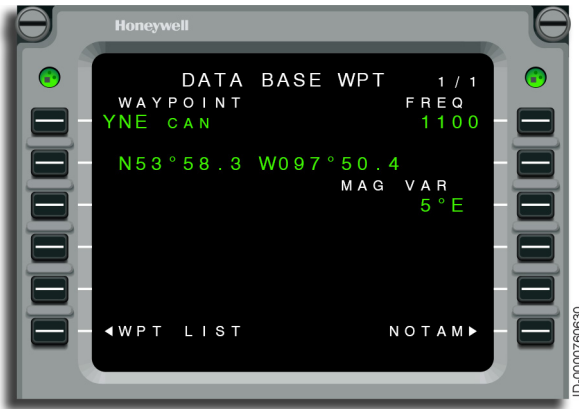 Honeywell
DATA BASE WPT 1/1
WAYPOINT FREQ
YNE CAN 1100
N53°58.3 W097°50.4
MAG VAR
5°E
◀WPT LIST NOTAM▶
ID-0000760630